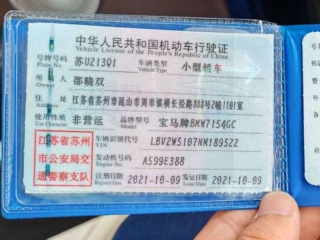 中华人民共和国机动车行驶证
Vehicle License of the People's Republic of China
号牌号码 苏U213Q1 车辆类型 小型轿车
Plate No. Vehicle Type
所有人 邵晓双
Owner
住址 江苏省苏州市昆山市周市镇横长泾路888号2幢1101室
Address
使用性质 非营运 品牌型号 宝马牌BMW7154GC
Use Character Model
江苏省苏州
市公安局交
通警察支队
车辆识别代号 LBVZW5107NM189522
VIN
发动机号码 A599E388
Engine No.
注册日期 2021-10-09 发证日期 2021-10-09
Register Date Issue Date